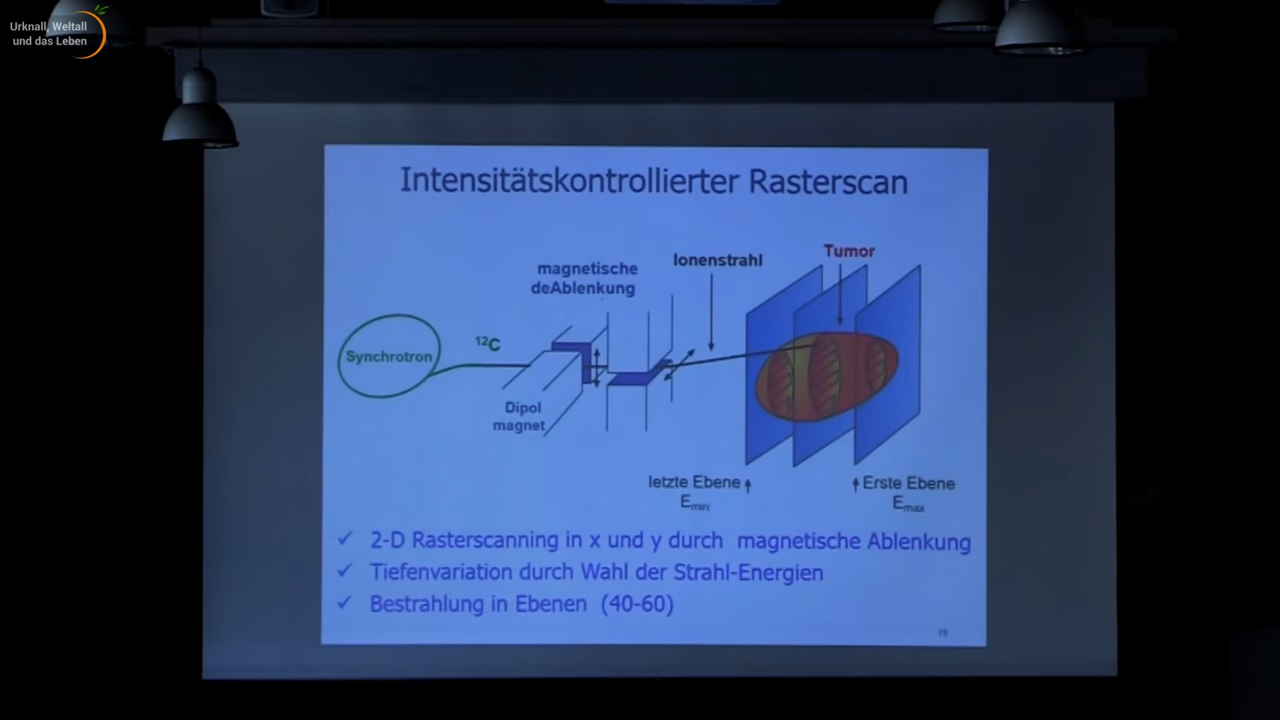 Urknall, Weltall
und das Leben
Intensitätskontrollierter Rasterscan
Tumor
Ionenstrahl
magnetische
deAblenkung
12C
Synchrotron
Dipol
magnet
letzte Ebene
Emin
Erste Ebene
Emax
✓ 2-D Rasterscanning in x und y durch magnetische Ablenkung
✓ Tiefenvariation durch Wahl der Strahl-Energien
✓ Bestrahlung in Ebenen (40-60)
19